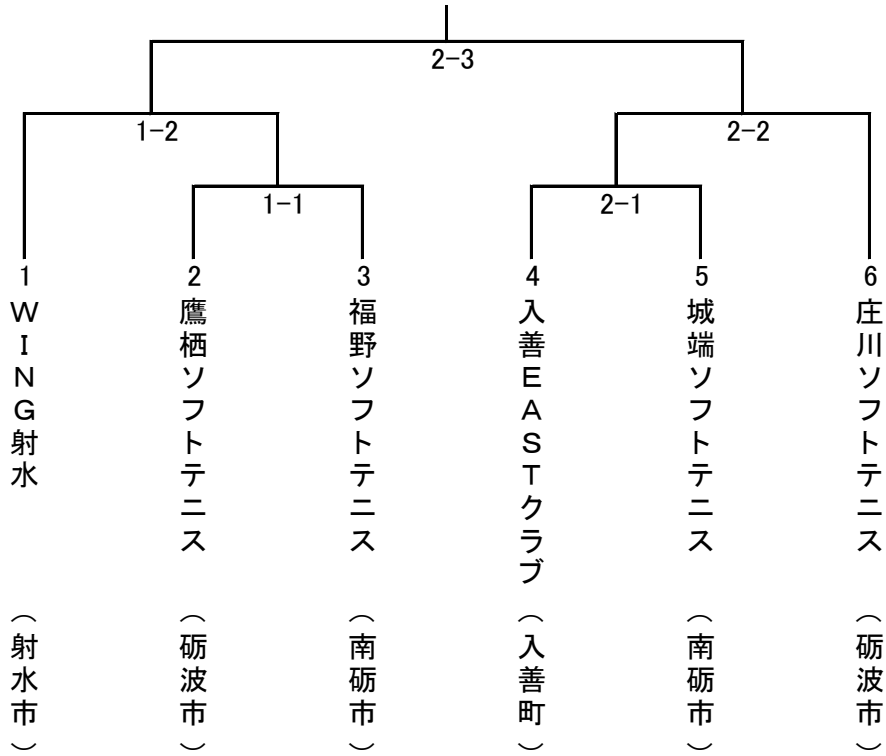 2-3
1-2
2-2
1-1
2-1
1
WING射水
（射水市）
2
鷹栖ソフトテニス
（砺波市）
3
福野ソフトテニス
（南砺市）
4
入善EASTクラブ
（入善町）
5
城端ソフトテニス
（南砺市）
6
庄川ソフトテニス
（砺波市）